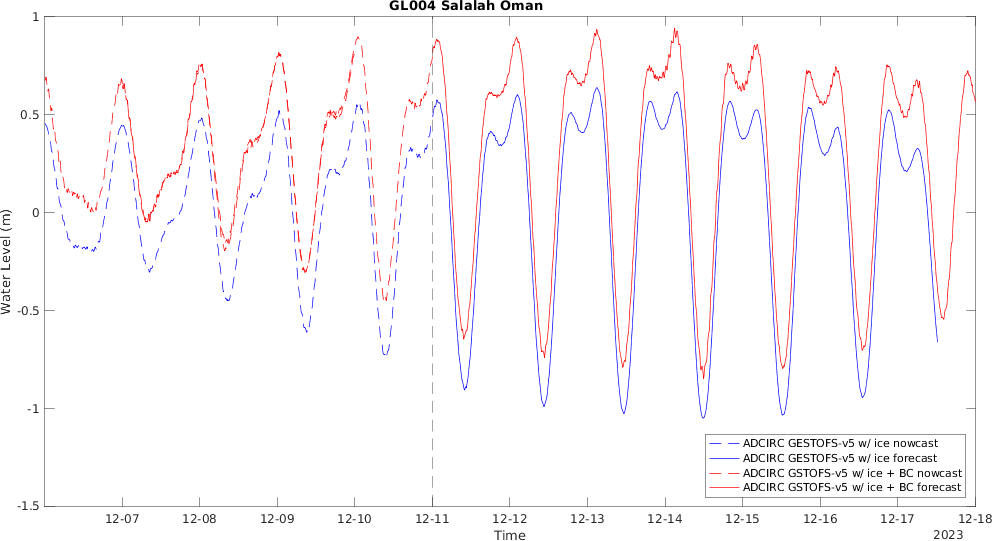 GL004 Salalah Oman
1
0.5
0
-0.5
-1
-1.5
Water Level (m)
12-07
12-08
12-09
12-10
12-11
12-12
12-13
12-14
12-15
12-16
12-17
12-18
Time
2023
ADCIRC GESTOFS-v5 w/ ice nowcast
ADCIRC GESTOFS-v5 w/ ice forecast
ADCIRC GSTOFS-v5 w/ ice + BC nowcast
ADCIRC GSTOFS-v5 w/ ice + BC forecast